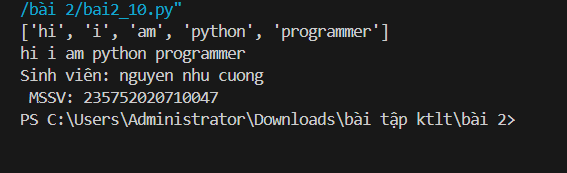 /bài 2/bai2_10.py"
['hi', 'i', 'am', 'python', 'programmer']
hi i am python programmer
Sinh viên: nguyen nhu cuong
 MSSV: 235752020710047
PS C:\Users\Administrator\Downloads\bài tập ktlt\bài 2>